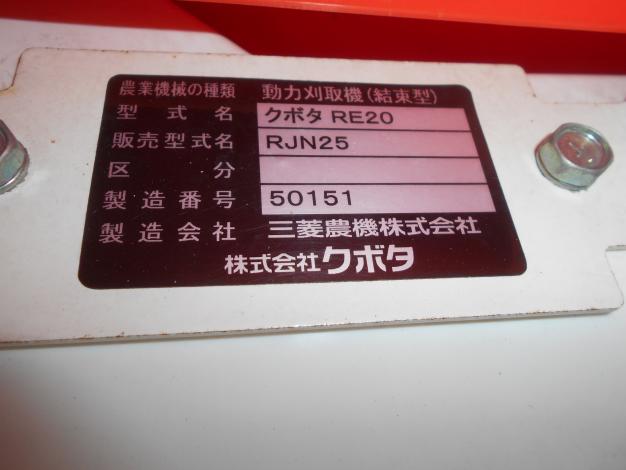 農業機械の種類 動力刈取機(結束型)
型式名 クボタ RE20
販売型式名 RJN25
区分
製造番号 50151
製造会社 三菱農機株式会社
株式会社クボタ